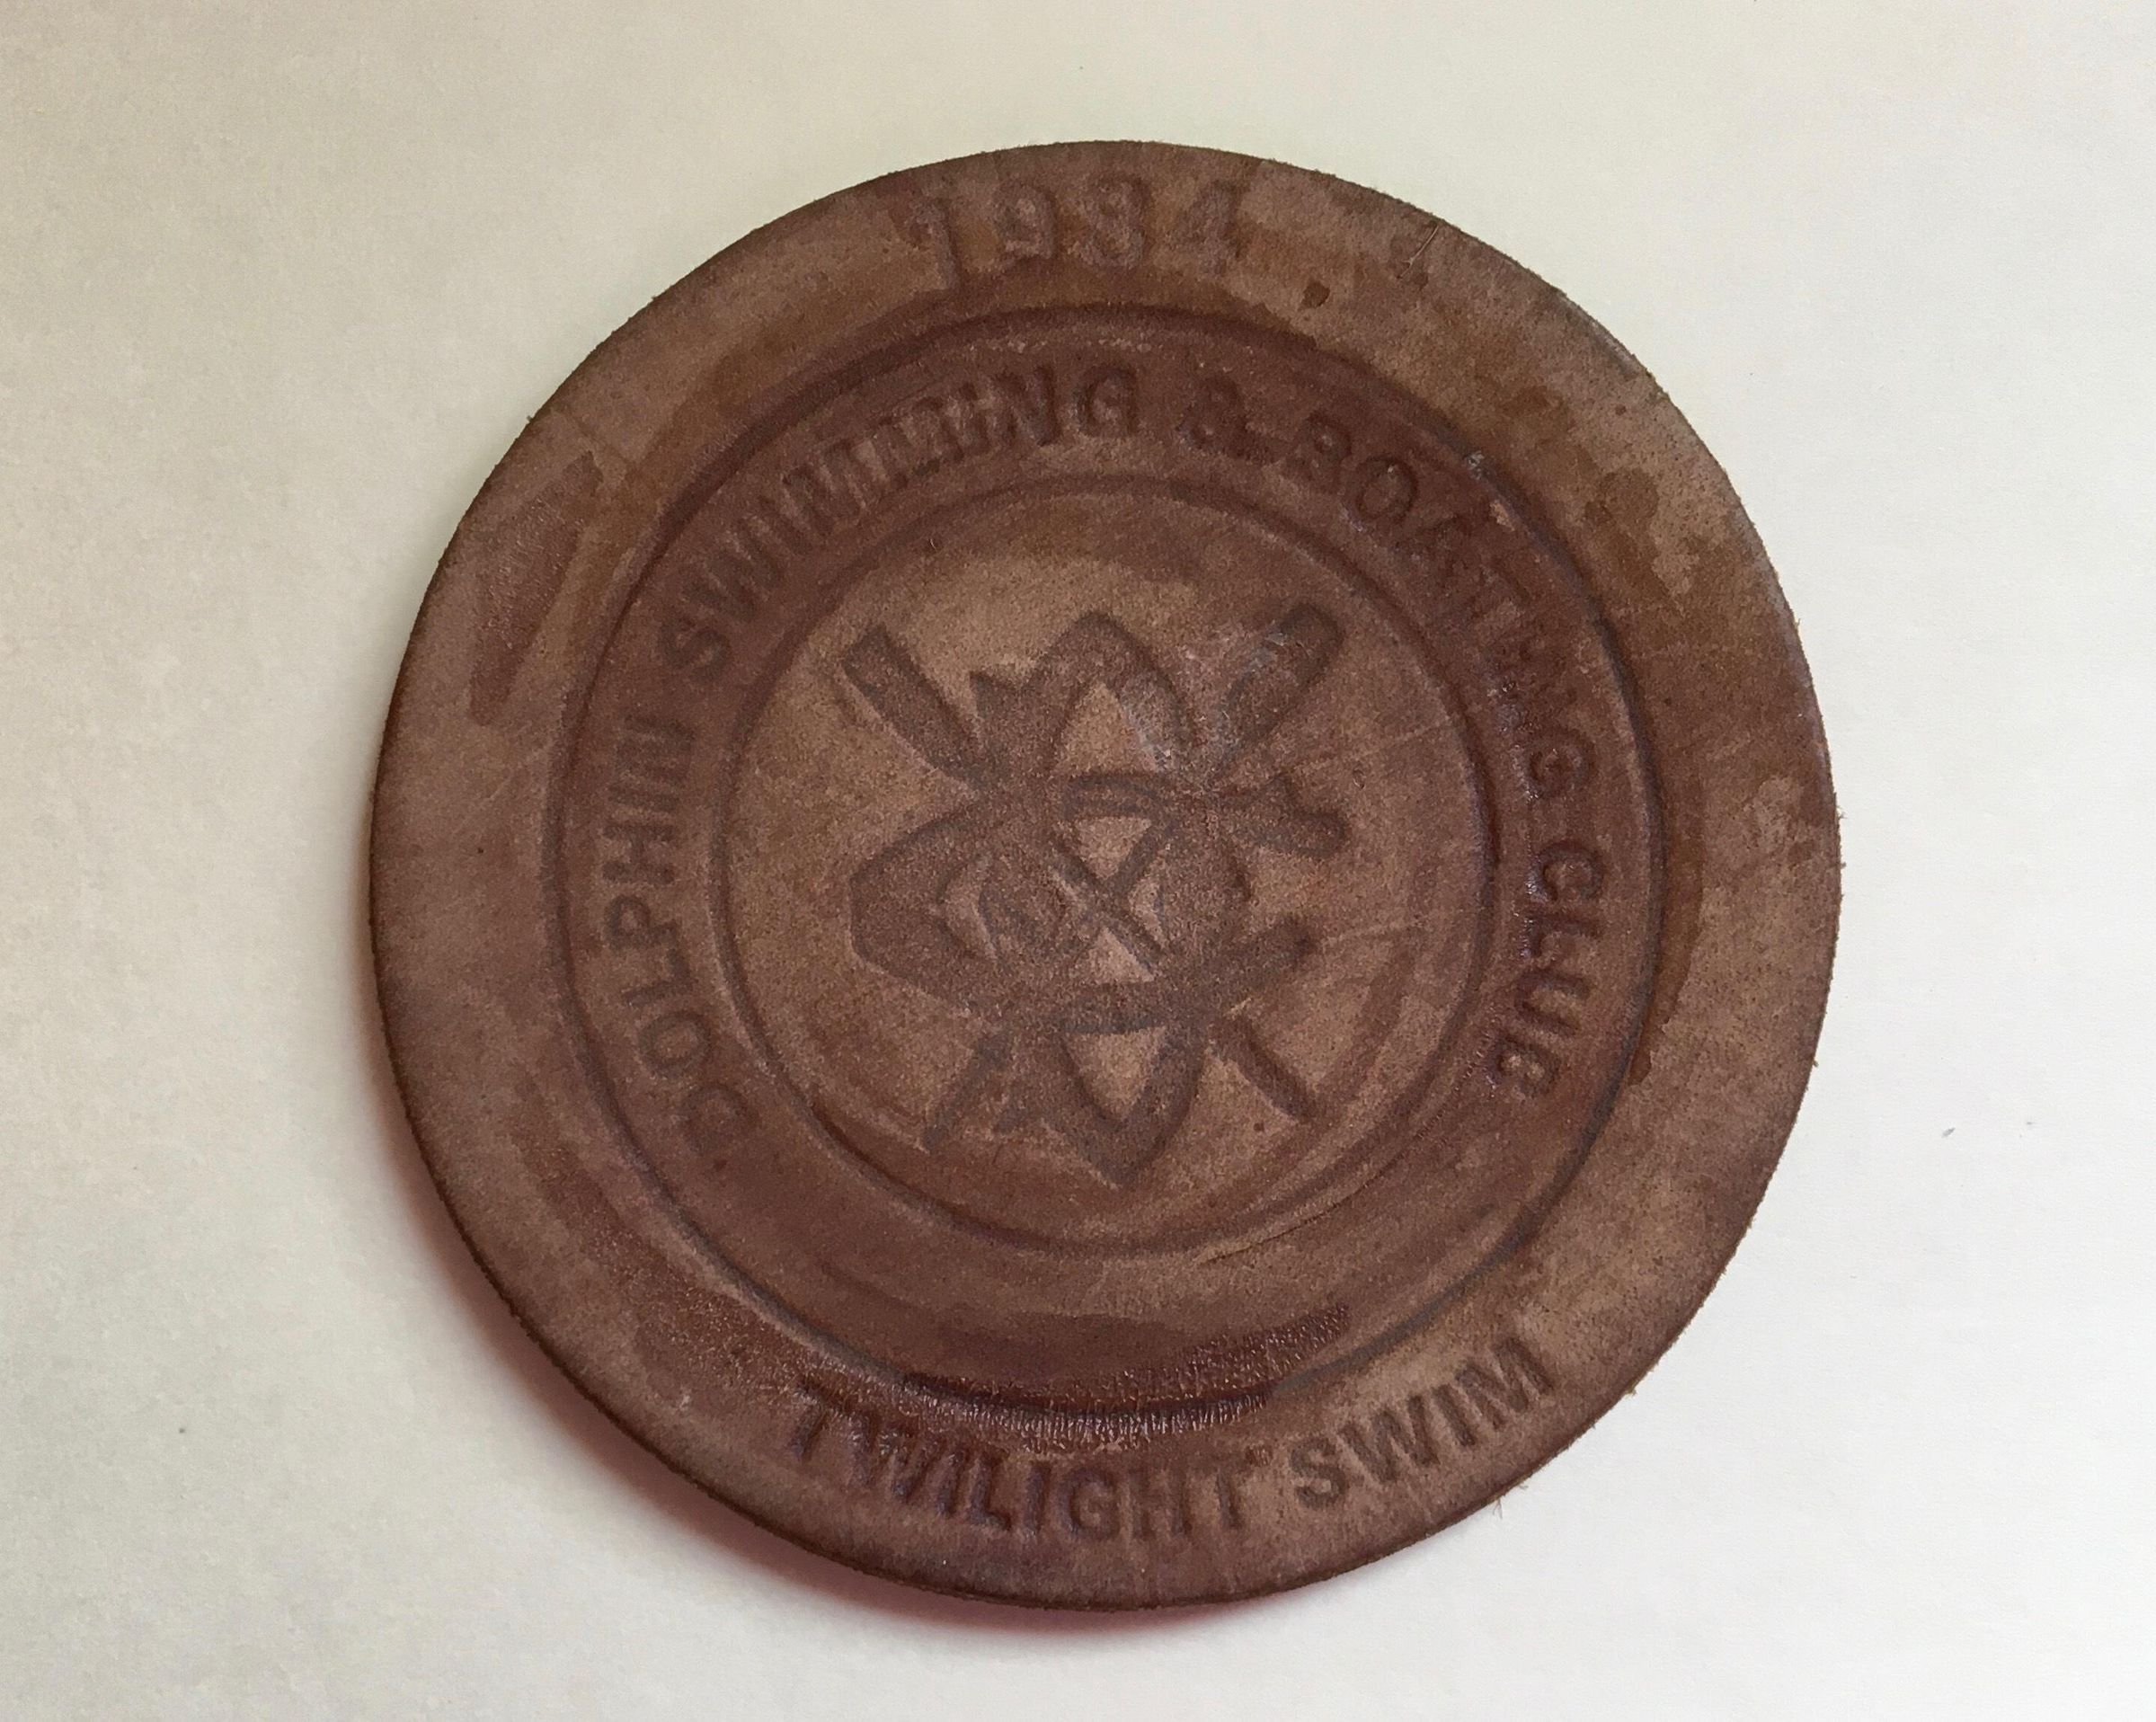 1984
DOLPHIN SWIMMING & BOATING CLUB
TWILIGHT SWIM